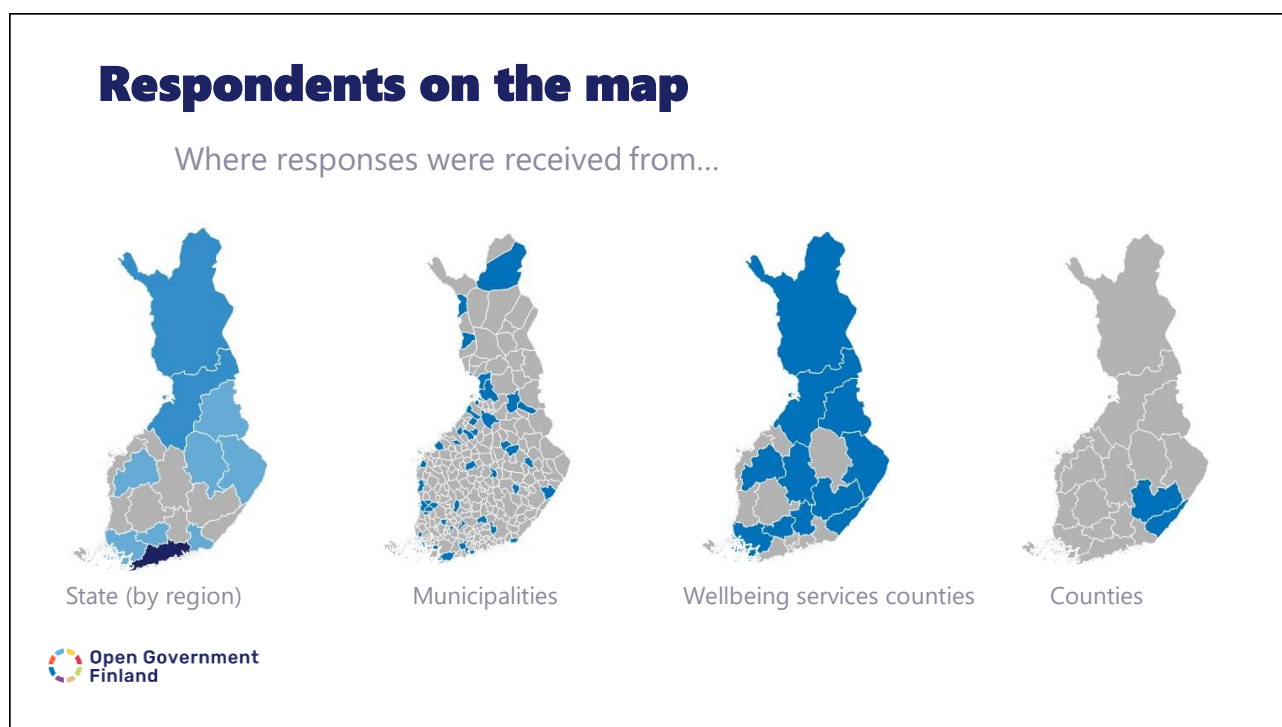 Respondents on the map
Where responses were received from...
State (by region)
Municipalities
Wellbeing services counties
Counties
Open Government
Finland